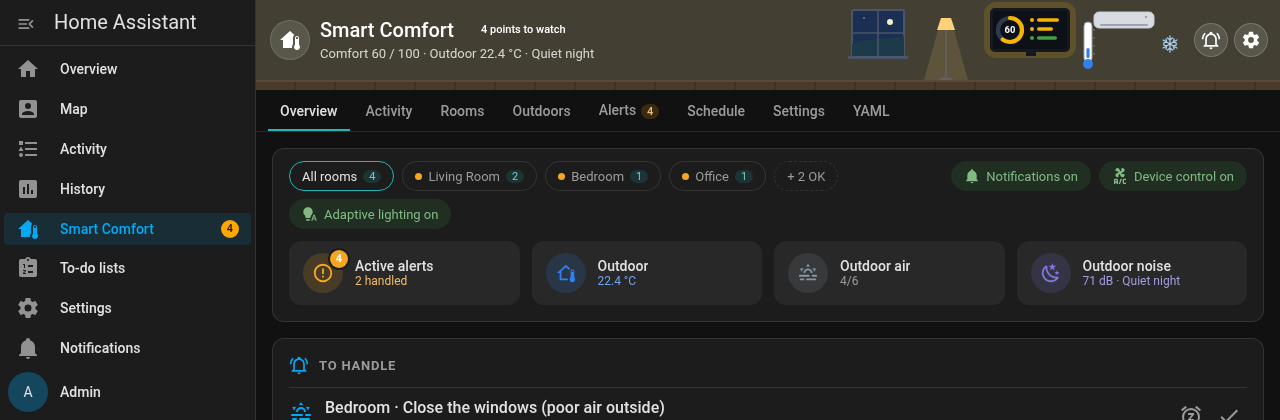 Home Assistant
Overview
Map
Activity
History
Smart Comfort 4
To-do lists
Settings
Notifications
A Admin
Smart Comfort 4 points to watch
Comfort 60 / 100 · Outdoor 22.4 °C · Quiet night
60
Overview Activity Rooms Outdoors Alerts 4 Schedule Settings YAML
All rooms 4 Living Room 2 Bedroom 1 Office 1 + 2 OK Notifications on A/C Device control on
Adaptive lighting on
4
Active alerts
2 handled
Outdoor
22.4 °C
Outdoor air
4/6
Outdoor noise
71 dB · Quiet night
TO HANDLE
Bedroom · Close the windows (poor air outside)